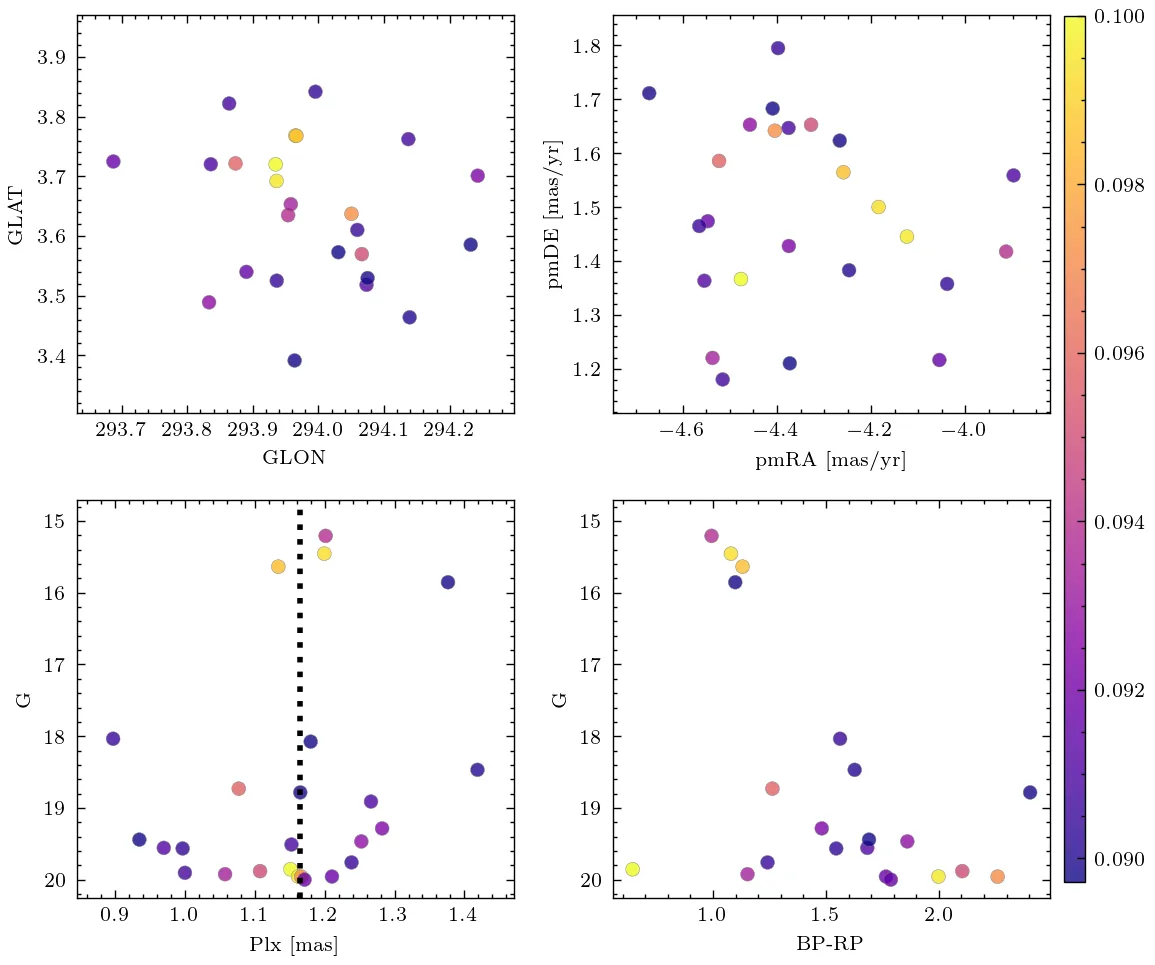 3.9
3.8
3.7
3.6
3.5
3.4
GLAT
293.7 293.8 293.9 294.0 294.1 294.2
GLON
1.8
1.7
1.6
1.5
1.4
1.3
1.2
pmDE [mas/yr]
−4.6 −4.4 −4.2 −4.0
pmRA [mas/yr]
0.100
0.098
0.096
0.094
0.092
0.090
15
16
17
18
19
20
G
0.9 1.0 1.1 1.2 1.3 1.4
Plx [mas]
15
16
17
18
19
20
G
1.0 1.5 2.0
BP-RP